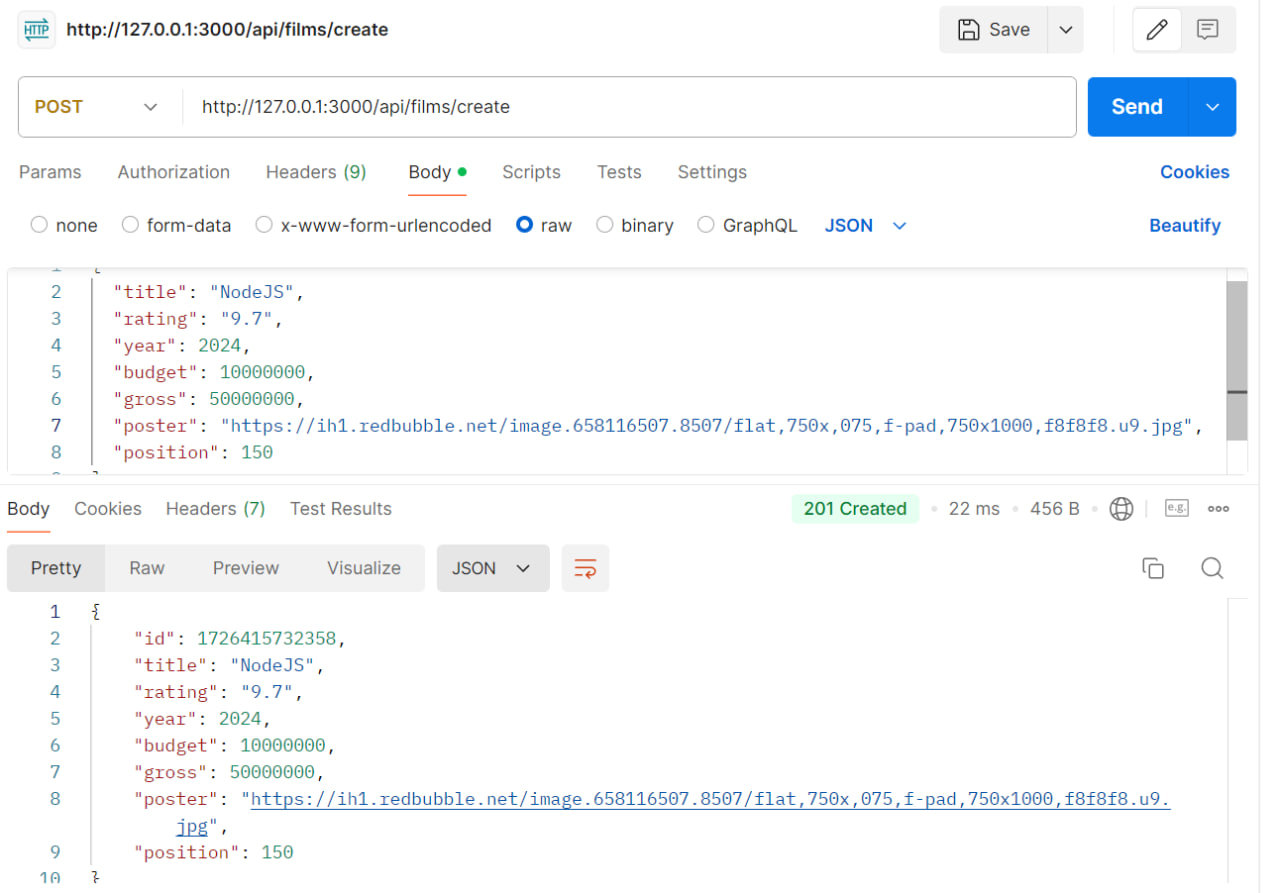 HTTP http://127.0.0.1:3000/api/films/create Save
POST http://127.0.0.1:3000/api/films/create Send
Params Authorization Headers (9) Body Scripts Tests Settings Cookies
none form-data x-www-form-urlencoded raw binary GraphQL JSON Beautify
2 "title": "NodeJS",
3 "rating": "9.7",
4 "year": 2024,
5 "budget": 10000000,
6 "gross": 50000000,
7 "poster": "https://ih1.redbubble.net/image.658116507.8507/flat,750x,075,f-pad,750x1000,f8f8f8.u9.jpg",
8 "position": 150
Body Cookies Headers (7) Test Results 201 Created 22 ms 456 B e.g.
Pretty Raw Preview Visualize JSON
1 {
2 "id": 1726415732358,
3 "title": "NodeJS",
4 "rating": "9.7",
5 "year": 2024,
6 "budget": 10000000,
7 "gross": 50000000,
8 "poster": "https://ih1.redbubble.net/image.658116507.8507/flat,750x,075,f-pad,750x1000,f8f8f8.u9.
jpg",
9 "position": 150
10 }